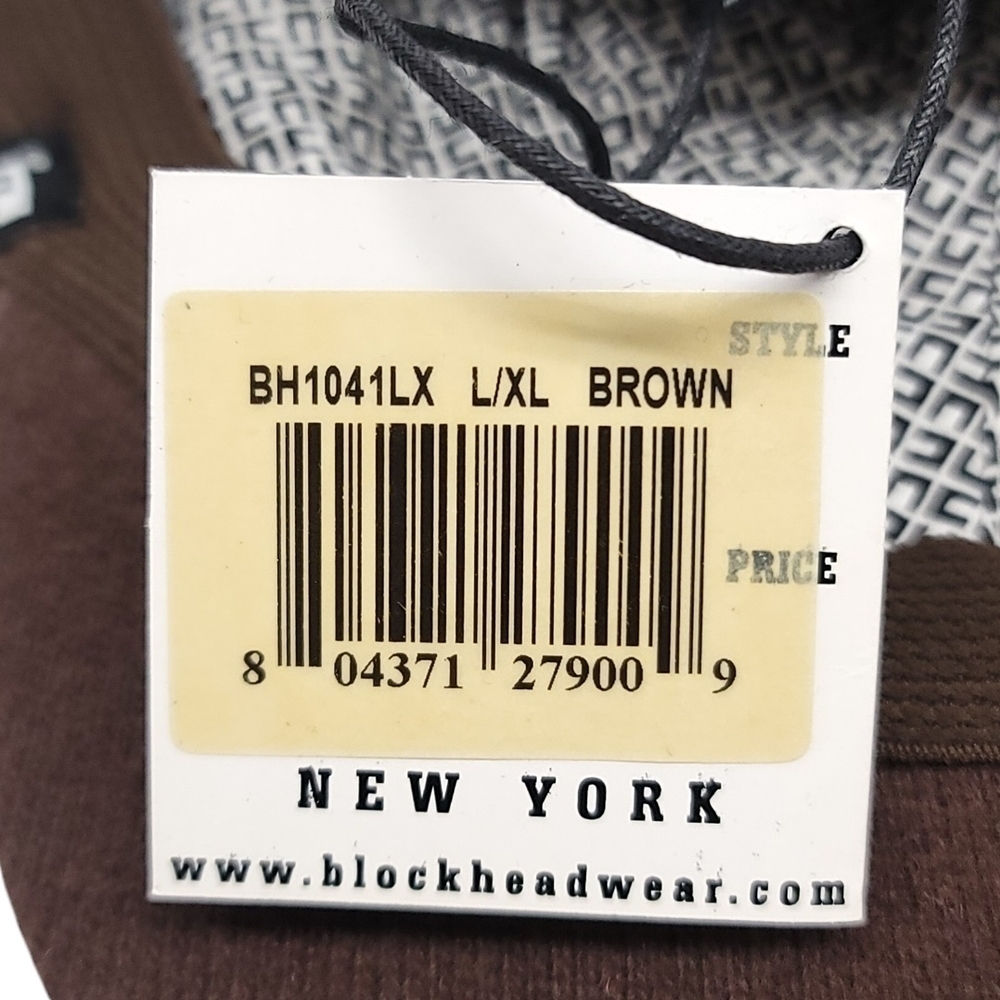 STYLE
BH1041LX L/XL BROWN
PRICE
8 04371 27900 9
NEW YORK
www.blockheadwear.com